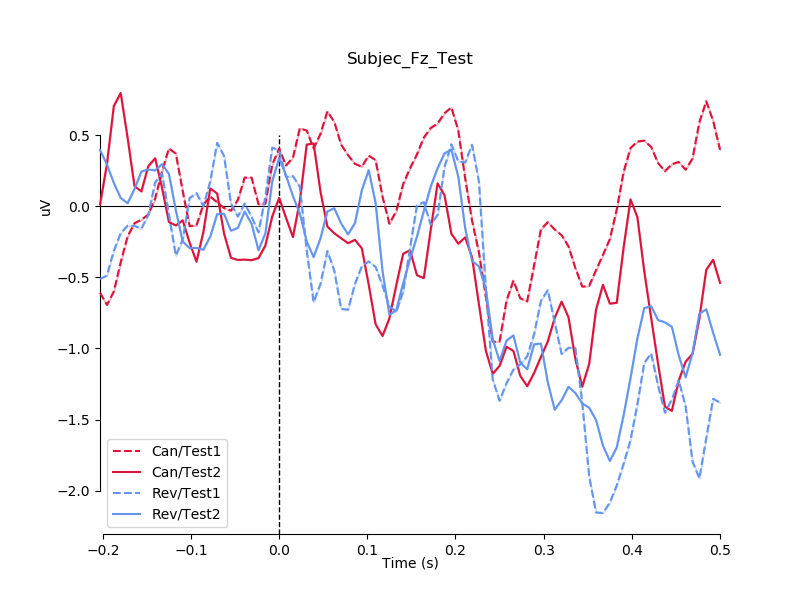 Subjec_Fz_Test
uV
0.5
0.0
−0.5
−1.0
−1.5
−2.0
Can/Test1
Can/Test2
Rev/Test1
Rev/Test2
−0.2 −0.1 0.0 0.1 0.2 0.3 0.4 0.5
Time (s)